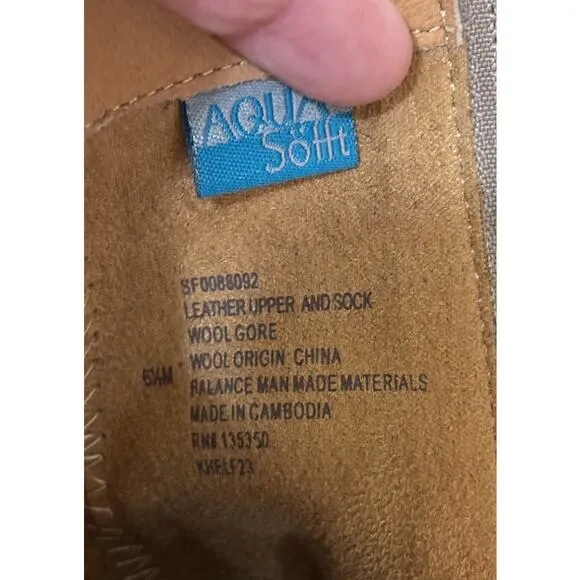 AQUA
Söfft
SF0088092
LEATHER UPPER AND SOCK
WOOL GORE
6½M WOOL ORIGIN: CHINA
BALANCE MAN MADE MATERIALS
MADE IN CAMBODIA
RN# 135350
KHELF23